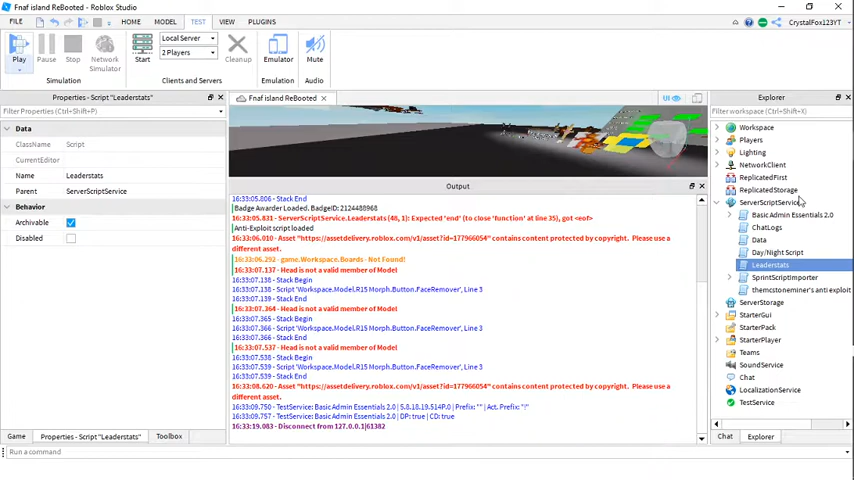 Fnaf island ReBooted - Roblox Studio
FILE
HOME
MODEL
TEST
VIEW
PLUGINS
CrystalFox123YT
Play
Pause
Stop
Network
Simulator
Simulation
Local Server
2 Players
Start
Cleanup
Clients and Servers
Emulator
Emulation
Mute
Audio
Properties - Script "Leaderstats"
Filter Properties (Ctrl+Shift+P)
Data
ClassName Script
CurrentEditor
Name Leaderstats
Parent ServerScriptService
Behavior
Archivable
Disabled
Game
Properties - Script "Leaderstats"
Toolbox
Fnaf island ReBooted
UI
Output
16:33:05.806 - Stack End
Badge Awarder Loaded. BadgeID: 2124488968
16:33:05.831 - ServerScriptService.Leaderstats (48, 1): Expected 'end' (to close 'function' at line 35), got <eof>
Anti-Exploit script loaded
16:33:06.010 - Asset "https://assetdelivery.roblox.com/v1/asset?id=177966054" contains content protected by copyright. Please use a
different asset.
16:33:06.292 - game.Workspace.Boards - Not Found!
16:33:07.137 - Head is not a valid member of Model
16:33:07.138 - Stack Begin
16:33:07.138 - Script 'Workspace.Model.R15 Morph.Button.FaceRemover', Line 3
16:33:07.139 - Stack End
16:33:07.364 - Head is not a valid member of Model
16:33:07.365 - Stack Begin
16:33:07.366 - Script 'Workspace.Model.R15 Morph.Button.FaceRemover', Line 3
16:33:07.366 - Stack End
16:33:07.537 - Head is not a valid member of Model
16:33:07.538 - Stack Begin
16:33:07.539 - Script 'Workspace.Model.R15 Morph.Button.FaceRemover', Line 3
16:33:07.539 - Stack End
16:33:08.620 - Asset "https://assetdelivery.roblox.com/v1/asset?id=177966054" contains content protected by copyright. Please use a
different asset.
16:33:09.750 - TestService: Basic Admin Essentials 2.0 | 5.8.18.19.514P.0 | Prefix: "" | Act. Prefix: "!"
16:33:09.757 - TestService: Basic Admin Essentials 2.0 | DP: true | CD: true
16:33:19.083 - Disconnect from 127.0.0.1|61382
Explorer
Filter workspace (Ctrl+Shift+X)
Workspace
Players
Lighting
NetworkClient
ReplicatedFirst
ReplicatedStorage
ServerScriptService
Basic Admin Essentials 2.0
ChatLogs
Data
Day/Night Script
Leaderstats
SprintScriptImporter
themcstoneminer's anti exploit
ServerStorage
StarterGui
StarterPack
StarterPlayer
Teams
SoundService
Chat
LocalizationService
TestService
Chat
Explorer
Run a command